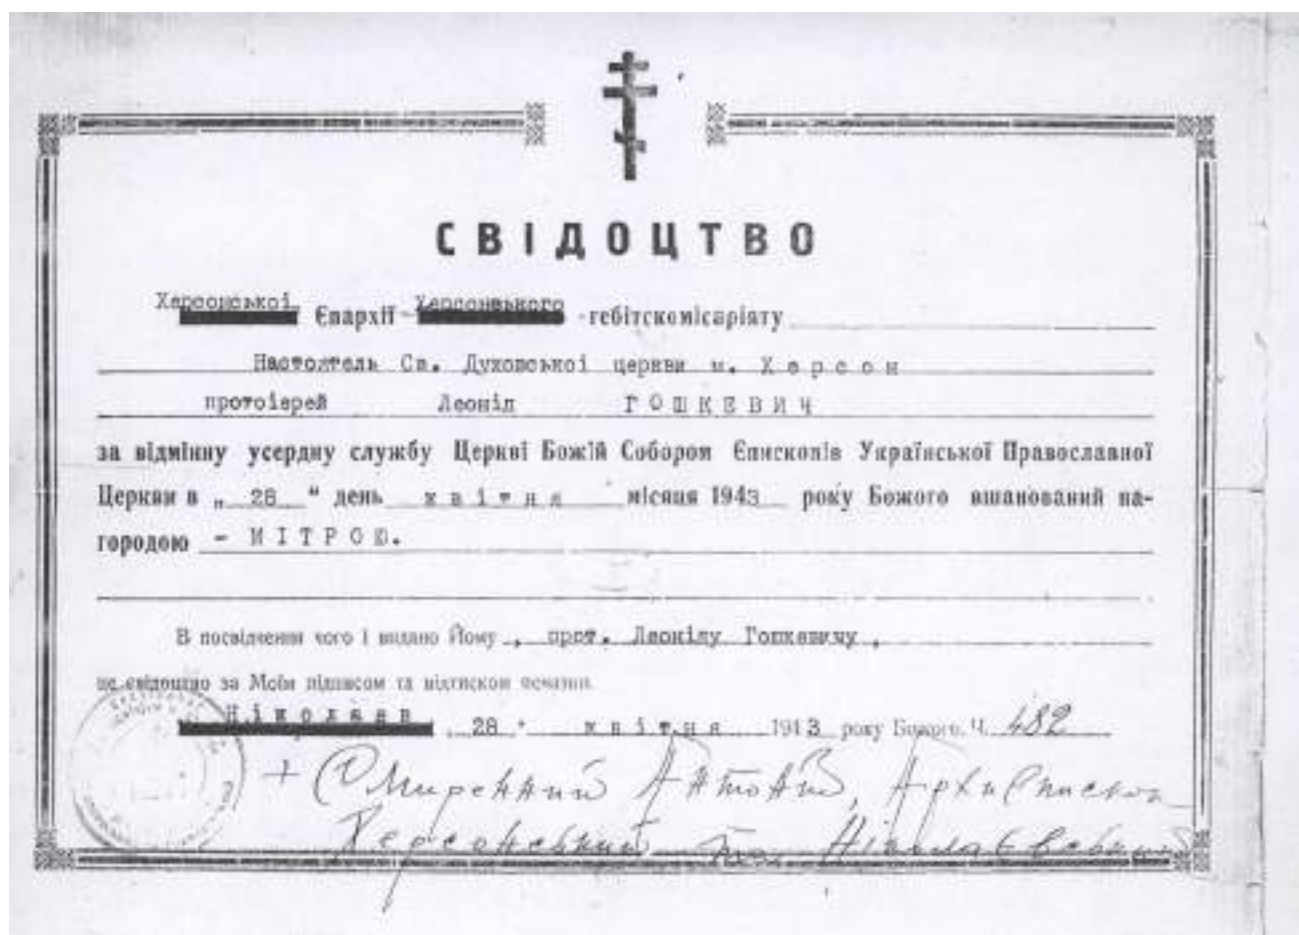 СВІДОЦТВО
Херсонської Єпархії - Херсонського -гебітскомісаріяту
Настоятель Св. Духовської церкви м. Херсон
протоієрей Леонід ГОШКЕВИЧ
за відмінну усердну службу Церкві Божій Собором Єпископів Української Православної
Церкви в „ 28 “ день квітня місяця 1943 року Божого вшанований на-
городою - МІТРОЮ.
В посвідчення чого і видано Йому, прот. Леоніду Гошкевичу,
це свідоцтво за Моїм підписом та відтиском печатки.
Ніколаєв, 28 квітня 1943 року Божого. Ч. 482
+ Смиренний Антоній, Архиєпископ
Херсонський та Ніколаєвський